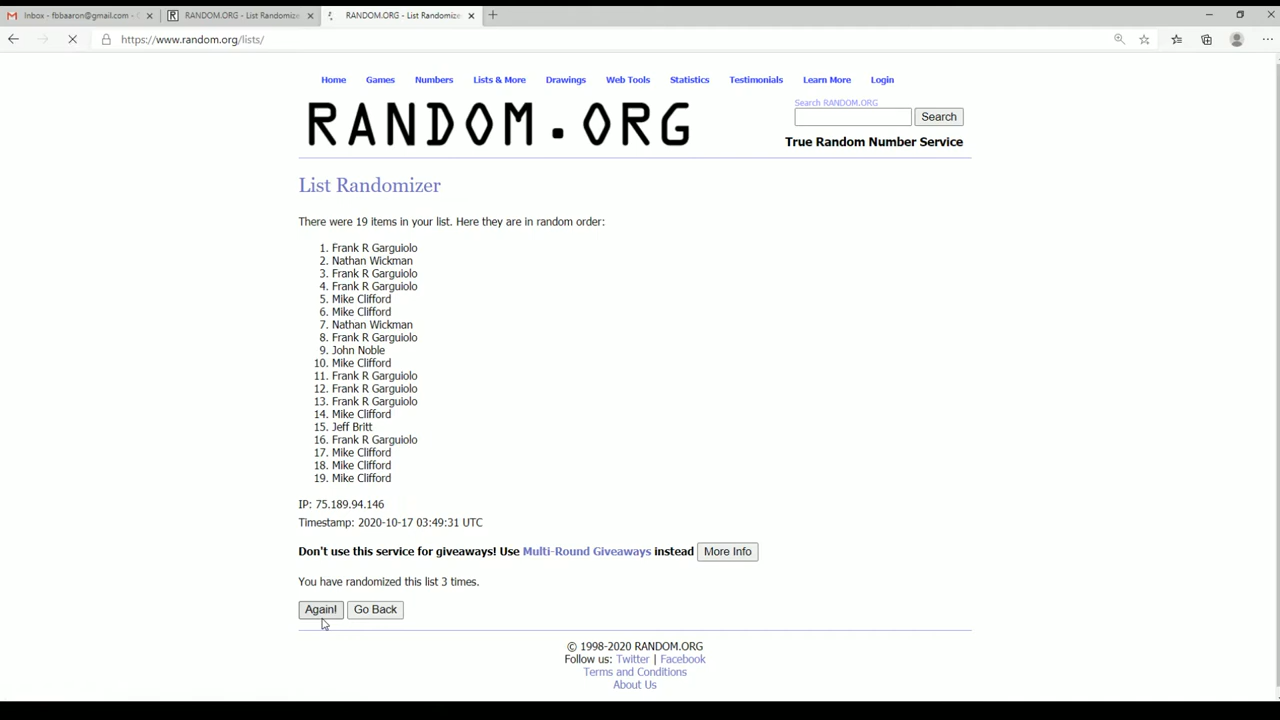 Inbox - fbbaaron@gmail.com -
RANDOM.ORG - List Randomize
RANDOM.ORG - List Randomize
https://www.random.org/lists/
Home Games Numbers Lists & More Drawings Web Tools Statistics Testimonials Learn More Login
RANDOM.ORG
Search RANDOM.ORG
Search
True Random Number Service
List Randomizer
There were 19 items in your list. Here they are in random order:
1. Frank R Garguiolo
2. Nathan Wickman
3. Frank R Garguiolo
4. Frank R Garguiolo
5. Mike Clifford
6. Mike Clifford
7. Nathan Wickman
8. Frank R Garguiolo
9. John Noble
10. Mike Clifford
11. Frank R Garguiolo
12. Frank R Garguiolo
13. Frank R Garguiolo
14. Mike Clifford
15. Jeff Britt
16. Frank R Garguiolo
17. Mike Clifford
18. Mike Clifford
19. Mike Clifford
IP: 75.189.94.146
Timestamp: 2020-10-17 03:49:31 UTC
Don't use this service for giveaways! Use Multi-Round Giveaways instead More Info
You have randomized this list 3 times.
Again! Go Back
© 1998-2020 RANDOM.ORG
Follow us: Twitter | Facebook
Terms and Conditions
About Us